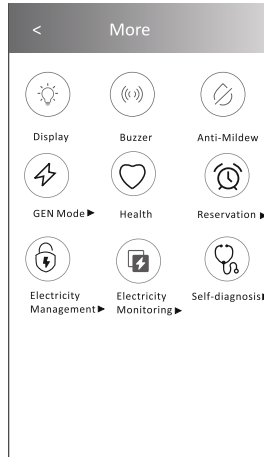 < More
Display Buzzer Anti-Mildew
GEN Mode▶ Health Reservation▶
Electricity Electricity Self-diagnosis▶
Management▶ Monitoring▶